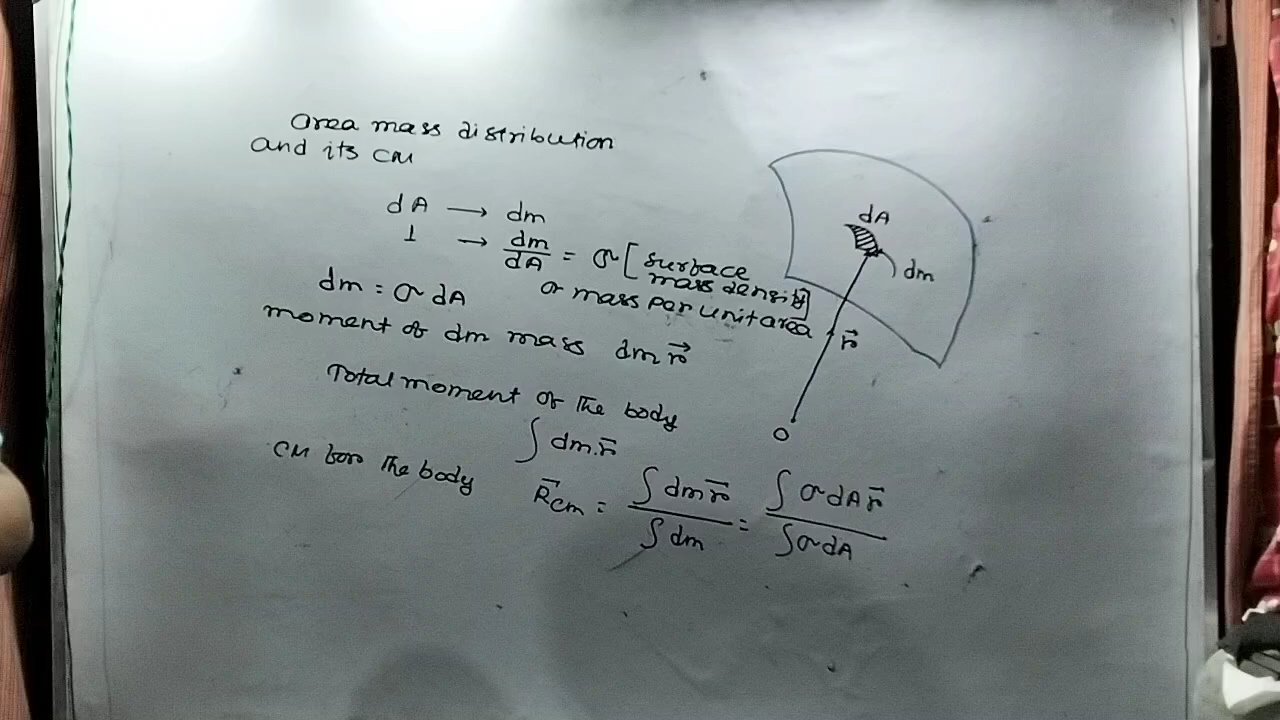 area mass distribution
and its CM
dA → dm
1 → dm/dA = σ [surface mass density]
or mass per unit area
dm = σ dA
moment of dm mass dm r⃗
Total moment of the body
∫ dm.r⃗
CM for the body R⃗cm = ∫ dm r⃗ / ∫ dm = ∫ σ dA r⃗ / ∫ σ dA
dA
dm
r⃗
O